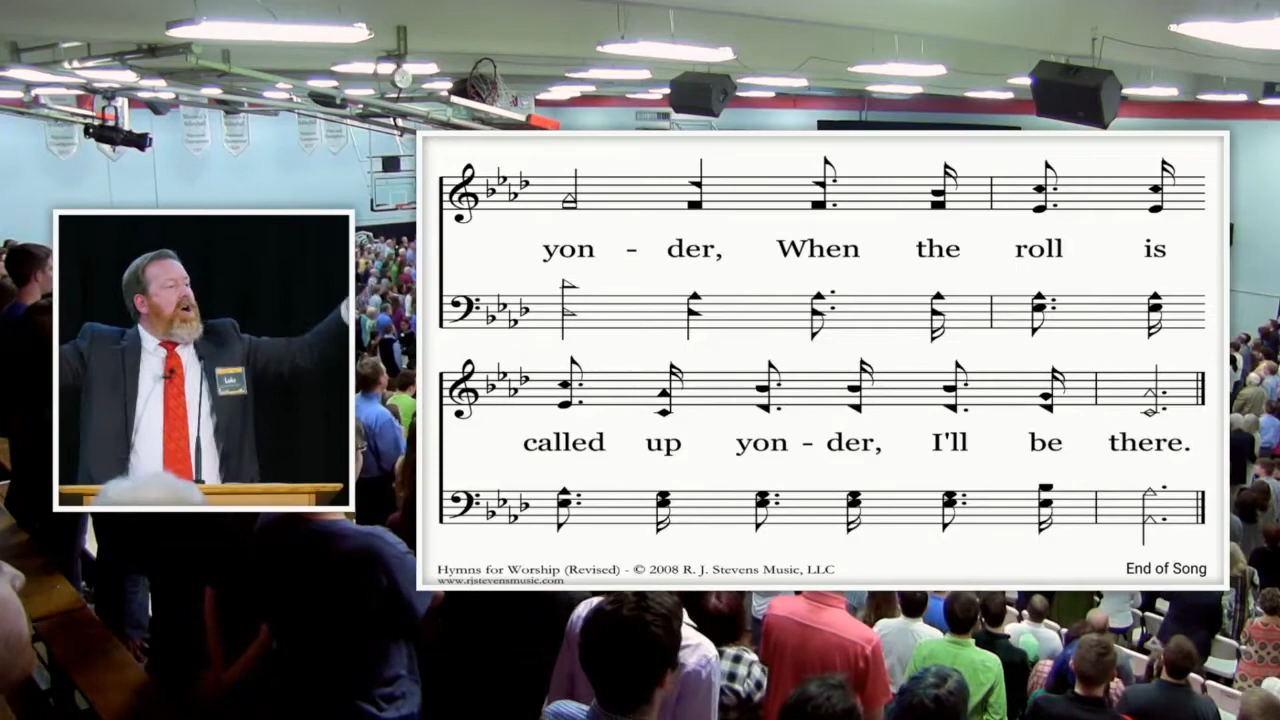 yon - der, When the roll is
called up yon - der, I'll be there.
Hymns for Worship (Revised) - © 2008 R. J. Stevens Music, LLC
www.rjstevensmusic.com
End of Song